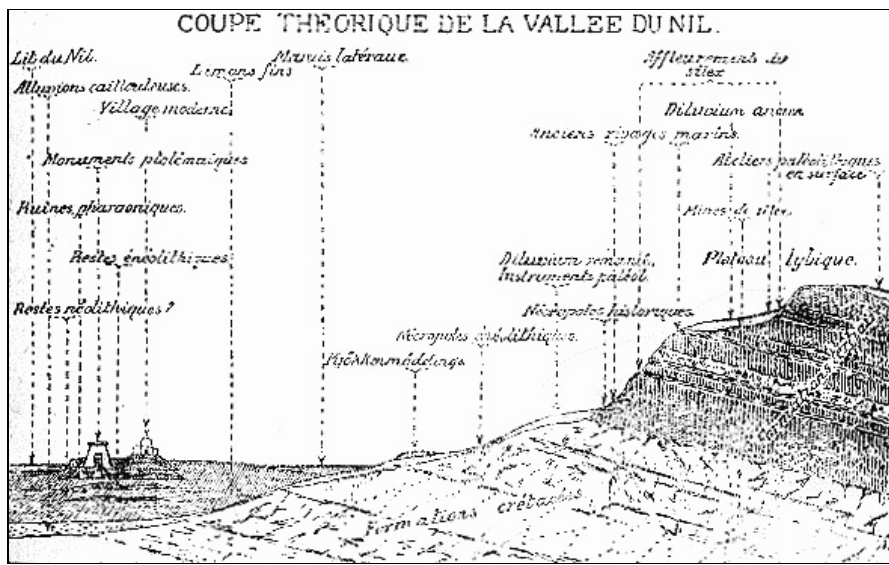 COUPE THEORIQUE DE LA VALLEE DU NIL.
Lit du Nil.
Limons fins
Marais latéraux.
Affleurements de
silex
Alluvions caillouteuses.
Village moderne.
Diluvium ancien
Anciens rivages marins.
Monuments ptolémaïques
Ateliers paléolithiques
en surface
Ruines pharaoniques.
Mines de silex.
Restes énéolithiques
Diluvium remanié.
Instruments paléol.
Plateau lybique.
Restes néolithiques?
Nécropoles historiques.
Nécropoles énéolithiques.
Kjökkenmöddings
Formations crétacées